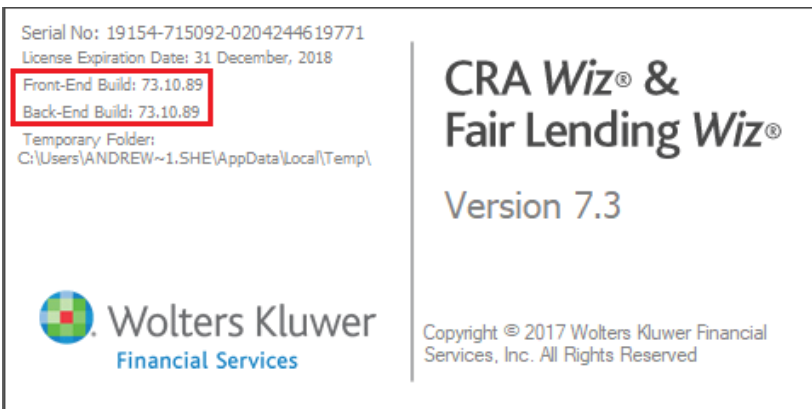 Serial No: 19154-715092-0204244619771
License Expiration Date: 31 December, 2018
Front-End Build: 73.10.89
Back-End Build: 73.10.89
Temporary Folder:
C:\Users\ANDREW~1.SHE\AppData\Local\Temp\
CRA Wiz® &
Fair Lending Wiz®
Version 7.3
Wolters Kluwer
Financial Services
Copyright © 2017 Wolters Kluwer Financial
Services, Inc. All Rights Reserved